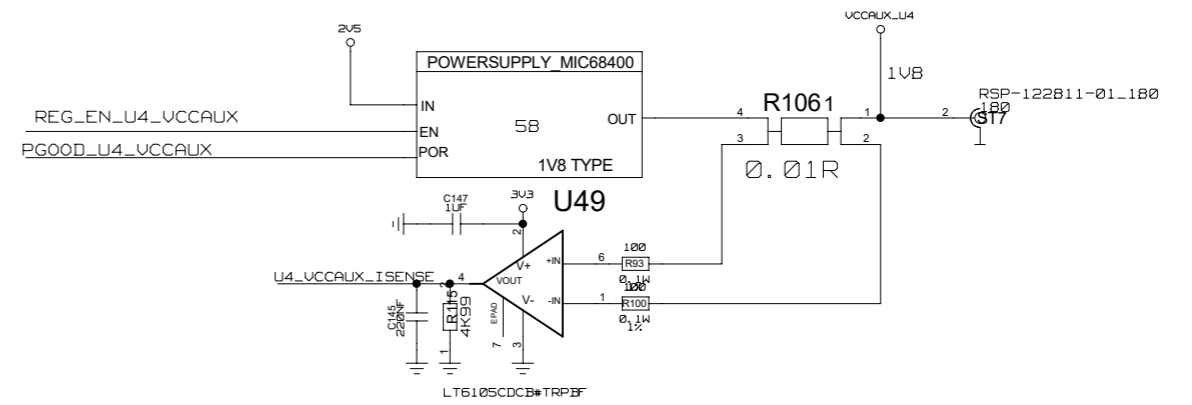 VCCAUX_U4
2V5
POWERSUPPLY_MIC68400
1V8
RSP-122811-01_180
180
ST7
IN
REG_EN_U4_VCCAUX
EN
58
OUT
4
R106
1
1
2
PGOOD_U4_VCCAUX
POR
3
2
1V8 TYPE
0.01R
C147
1UF
3V3
U49
2
V+
+IN
6
100
R93
0.1W
U4_VCCAUX_ISENSE
4
VOUT
V-
-IN
1
100
R100
0.1W
1%
C145
220NF
2
R115
4K99
1
EPAD
7
3
LT6105CDCB#TRPBF